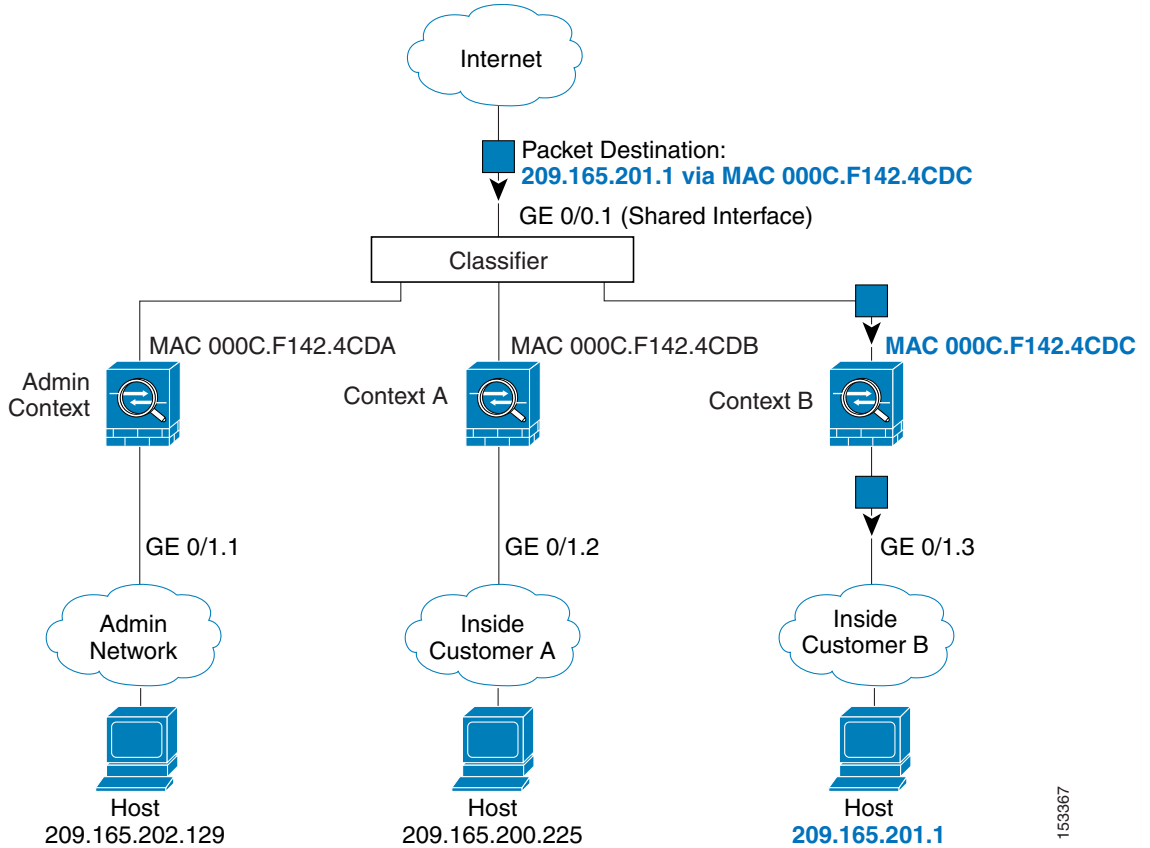 Internet
Packet Destination:
209.165.201.1 via MAC 000C.F142.4CDC
GE 0/0.1 (Shared Interface)
Classifier
MAC 000C.F142.4CDA
MAC 000C.F142.4CDB
MAC 000C.F142.4CDC
Admin
Context
Context A
Context B
GE 0/1.1
GE 0/1.2
GE 0/1.3
Admin
Network
Inside
Customer A
Inside
Customer B
Host
209.165.202.129
Host
209.165.200.225
Host
209.165.201.1
153367